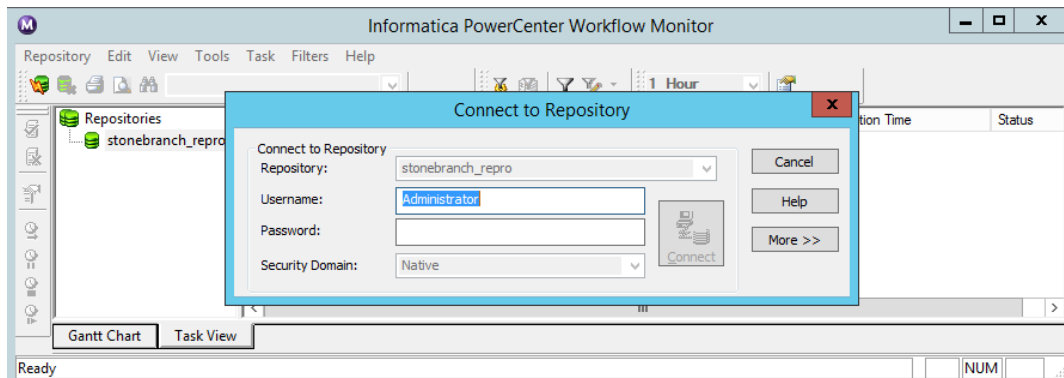 M
Informatica PowerCenter Workflow Monitor
Repository Edit View Tools Task Filters Help
1 Hour
Repositories
stonebranch_repro
tion Time
Status
Connect to Repository
Connect to Repository
Repository:
stonebranch_repro
Cancel
Username:
Administrator
Help
Password:
More >>
Security Domain:
Native
Connect
Gantt Chart
Task View
Ready
NUM